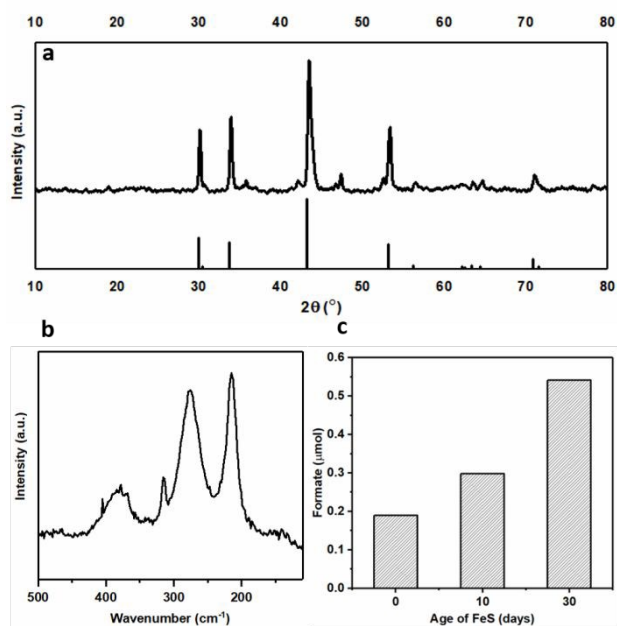 10 20 30 40 50 60 70 80
a
Intensity (a.u.)
10 20 30 40 50 60 70 80
2θ (°)
b
Intensity (a.u.)
500 400 300 200
Wavenumber (cm⁻¹)
c
0.6
0.5
0.4
0.3
0.2
0.1
0.0
Formate (μmol)
0 10 30
Age of FeS (days)